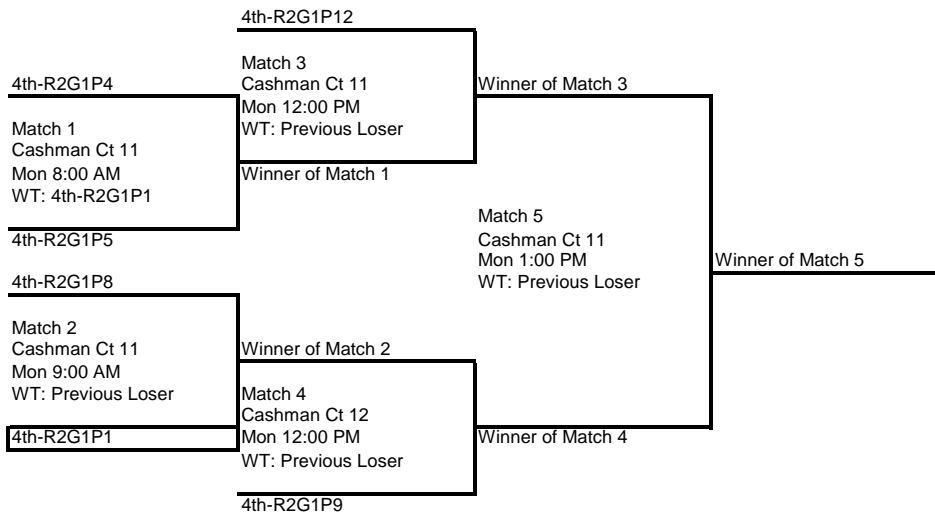 4th-R2G1P12
Match 3
Cashman Ct 11
Mon 12:00 PM
WT: Previous Loser
4th-R2G1P4
Winner of Match 3
Match 1
Cashman Ct 11
Mon 8:00 AM
WT: 4th-R2G1P1
Winner of Match 1
4th-R2G1P5
Match 5
Cashman Ct 11
Mon 1:00 PM
WT: Previous Loser
Winner of Match 5
4th-R2G1P8
Match 2
Cashman Ct 11
Mon 9:00 AM
WT: Previous Loser
Winner of Match 2
4th-R2G1P1
Match 4
Cashman Ct 12
Mon 12:00 PM
WT: Previous Loser
Winner of Match 4
4th-R2G1P9